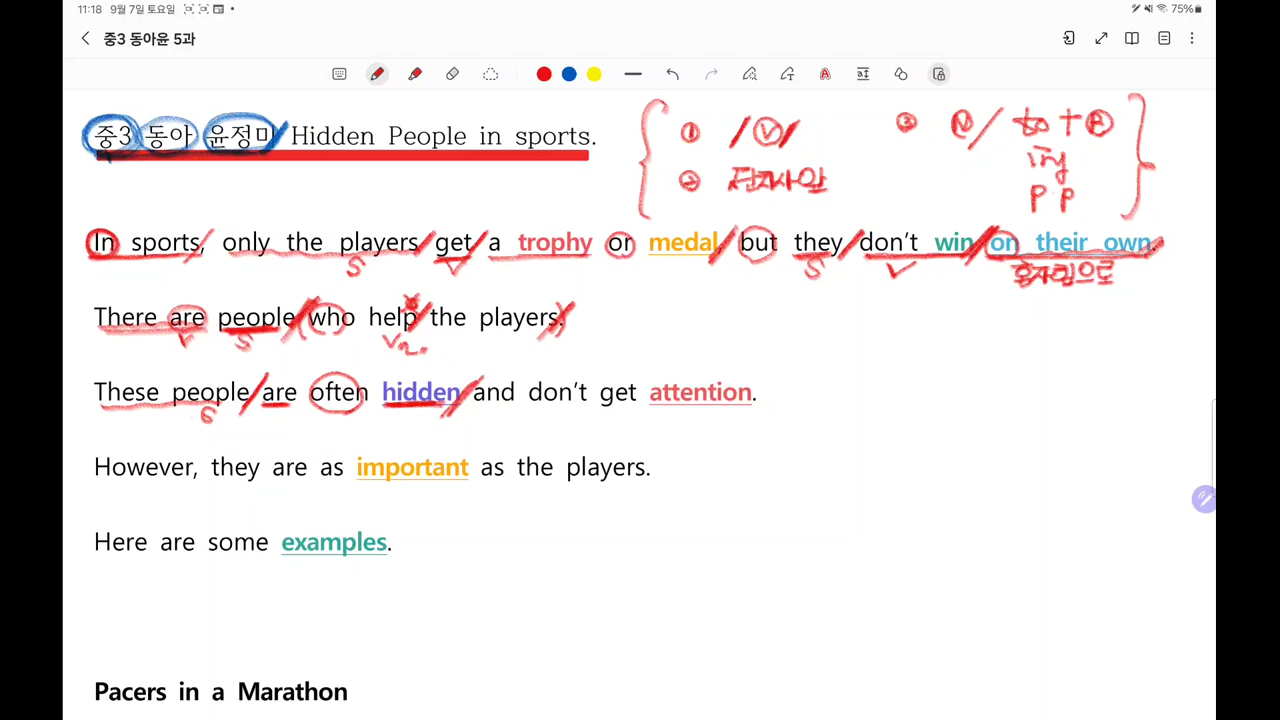 11:18 9월 7일 토요일
75%
중3 동아윤 5과
중3 동아 윤정미 Hidden People in sports.
① / V /
② 전치사 앞
③ N / to + R
ing
p p
In sports, only the players get a trophy or medal, but they don't win on their own.
S V S V 혼자힘으로
There are people who help the players.
V S V2
These people are often hidden and don't get attention.
S
However, they are as important as the players.
Here are some examples.
Pacers in a Marathon